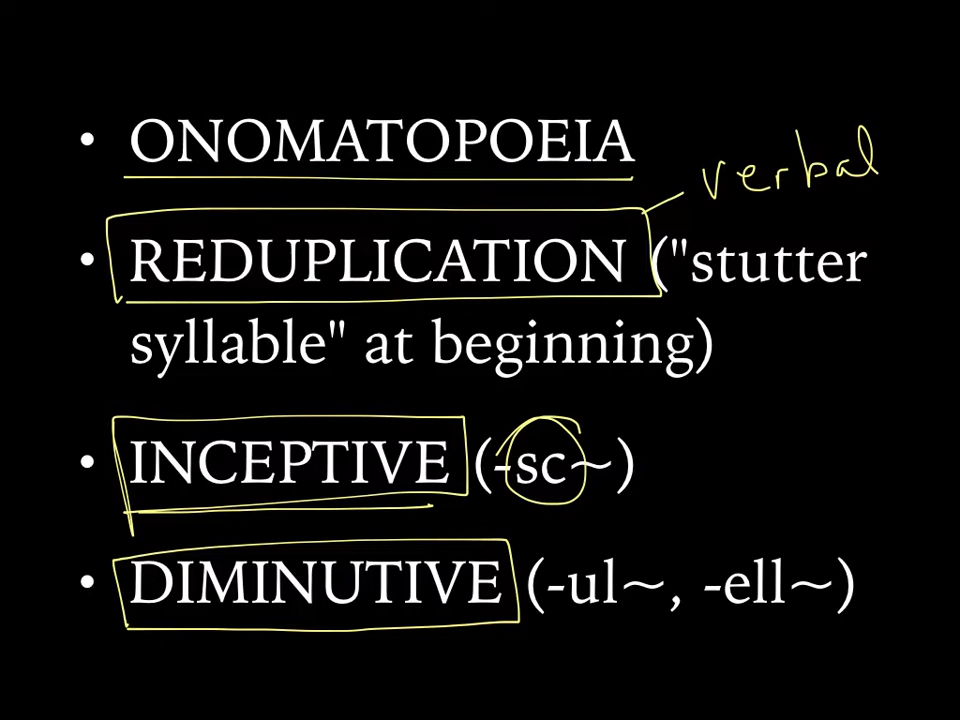 • ONOMATOPOEIA
verbal
• REDUPLICATION ("stutter
syllable" at beginning)
• INCEPTIVE (-sc~)
• DIMINUTIVE (-ul~, -ell~)